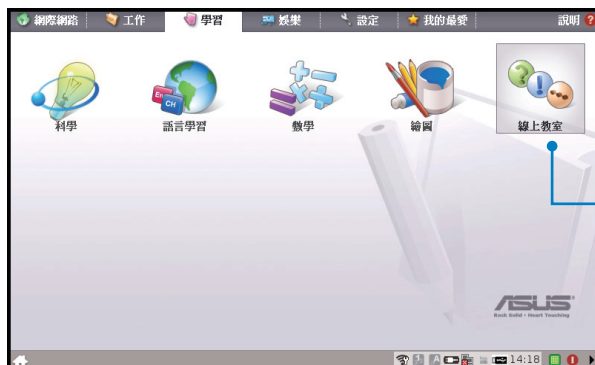 網際網路 工作 學習 娛樂 設定 我的最愛 說明 ?
En CH ? ! ...
科學 語言學習 數學 繪圖 線上教室
ASUS
Rock Solid • Heart Touching
1 A 14:18